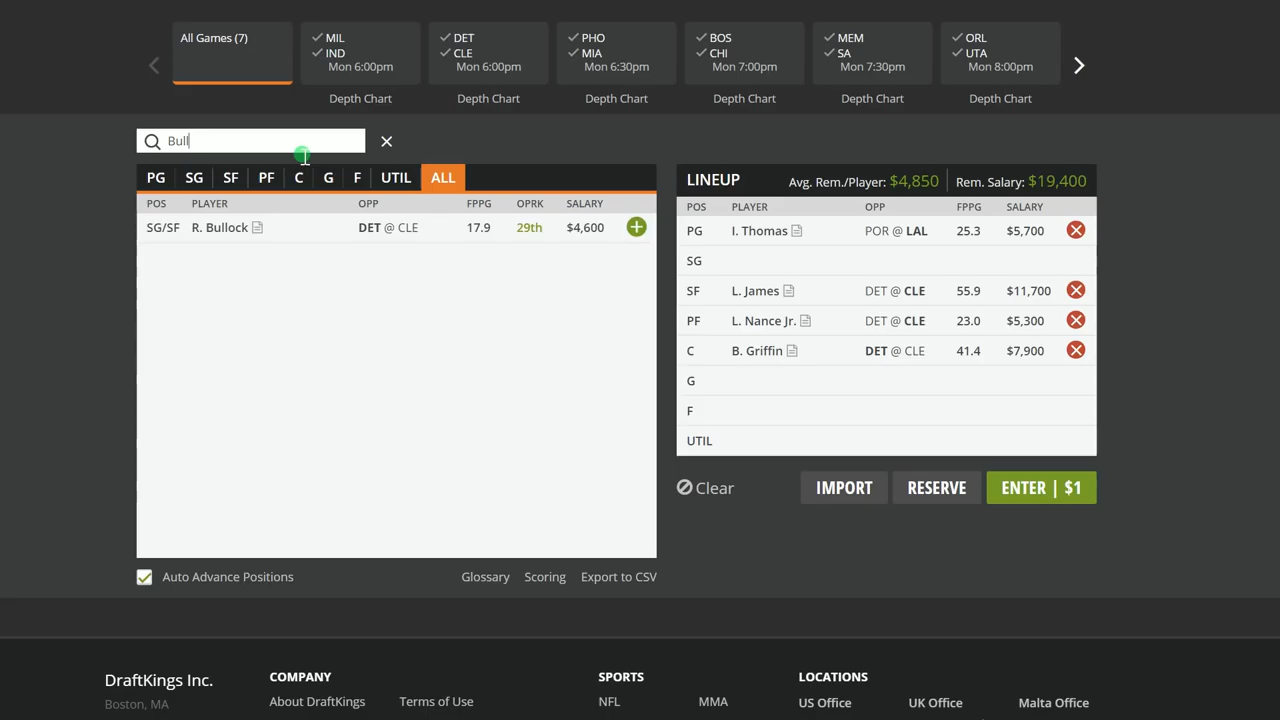 All Games (7)
MIL
IND
Mon 6:00pm
Depth Chart
DET
CLE
Mon 6:00pm
Depth Chart
PHO
MIA
Mon 6:30pm
Depth Chart
BOS
CHI
Mon 7:00pm
Depth Chart
MEM
SA
Mon 7:30pm
Depth Chart
ORL
UTA
Mon 8:00pm
Depth Chart
Bull
PG SG SF PF C G F UTIL ALL
POS PLAYER OPP FPPG OPRK SALARY
SG/SF R. Bullock DET @ CLE 17.9 29th $4,600
Auto Advance Positions
Glossary Scoring Export to CSV
LINEUP Avg. Rem./Player: $4,850 Rem. Salary: $19,400
POS PLAYER OPP FPPG SALARY
PG I. Thomas POR @ LAL 25.3 $5,700
SG
SF L. James DET @ CLE 55.9 $11,700
PF L. Nance Jr. DET @ CLE 23.0 $5,300
C B. Griffin DET @ CLE 41.4 $7,900
G
F
UTIL
Clear IMPORT RESERVE ENTER | $1
DraftKings Inc.
Boston, MA
COMPANY
About DraftKings Terms of Use
SPORTS
NFL MMA
LOCATIONS
US Office UK Office Malta Office